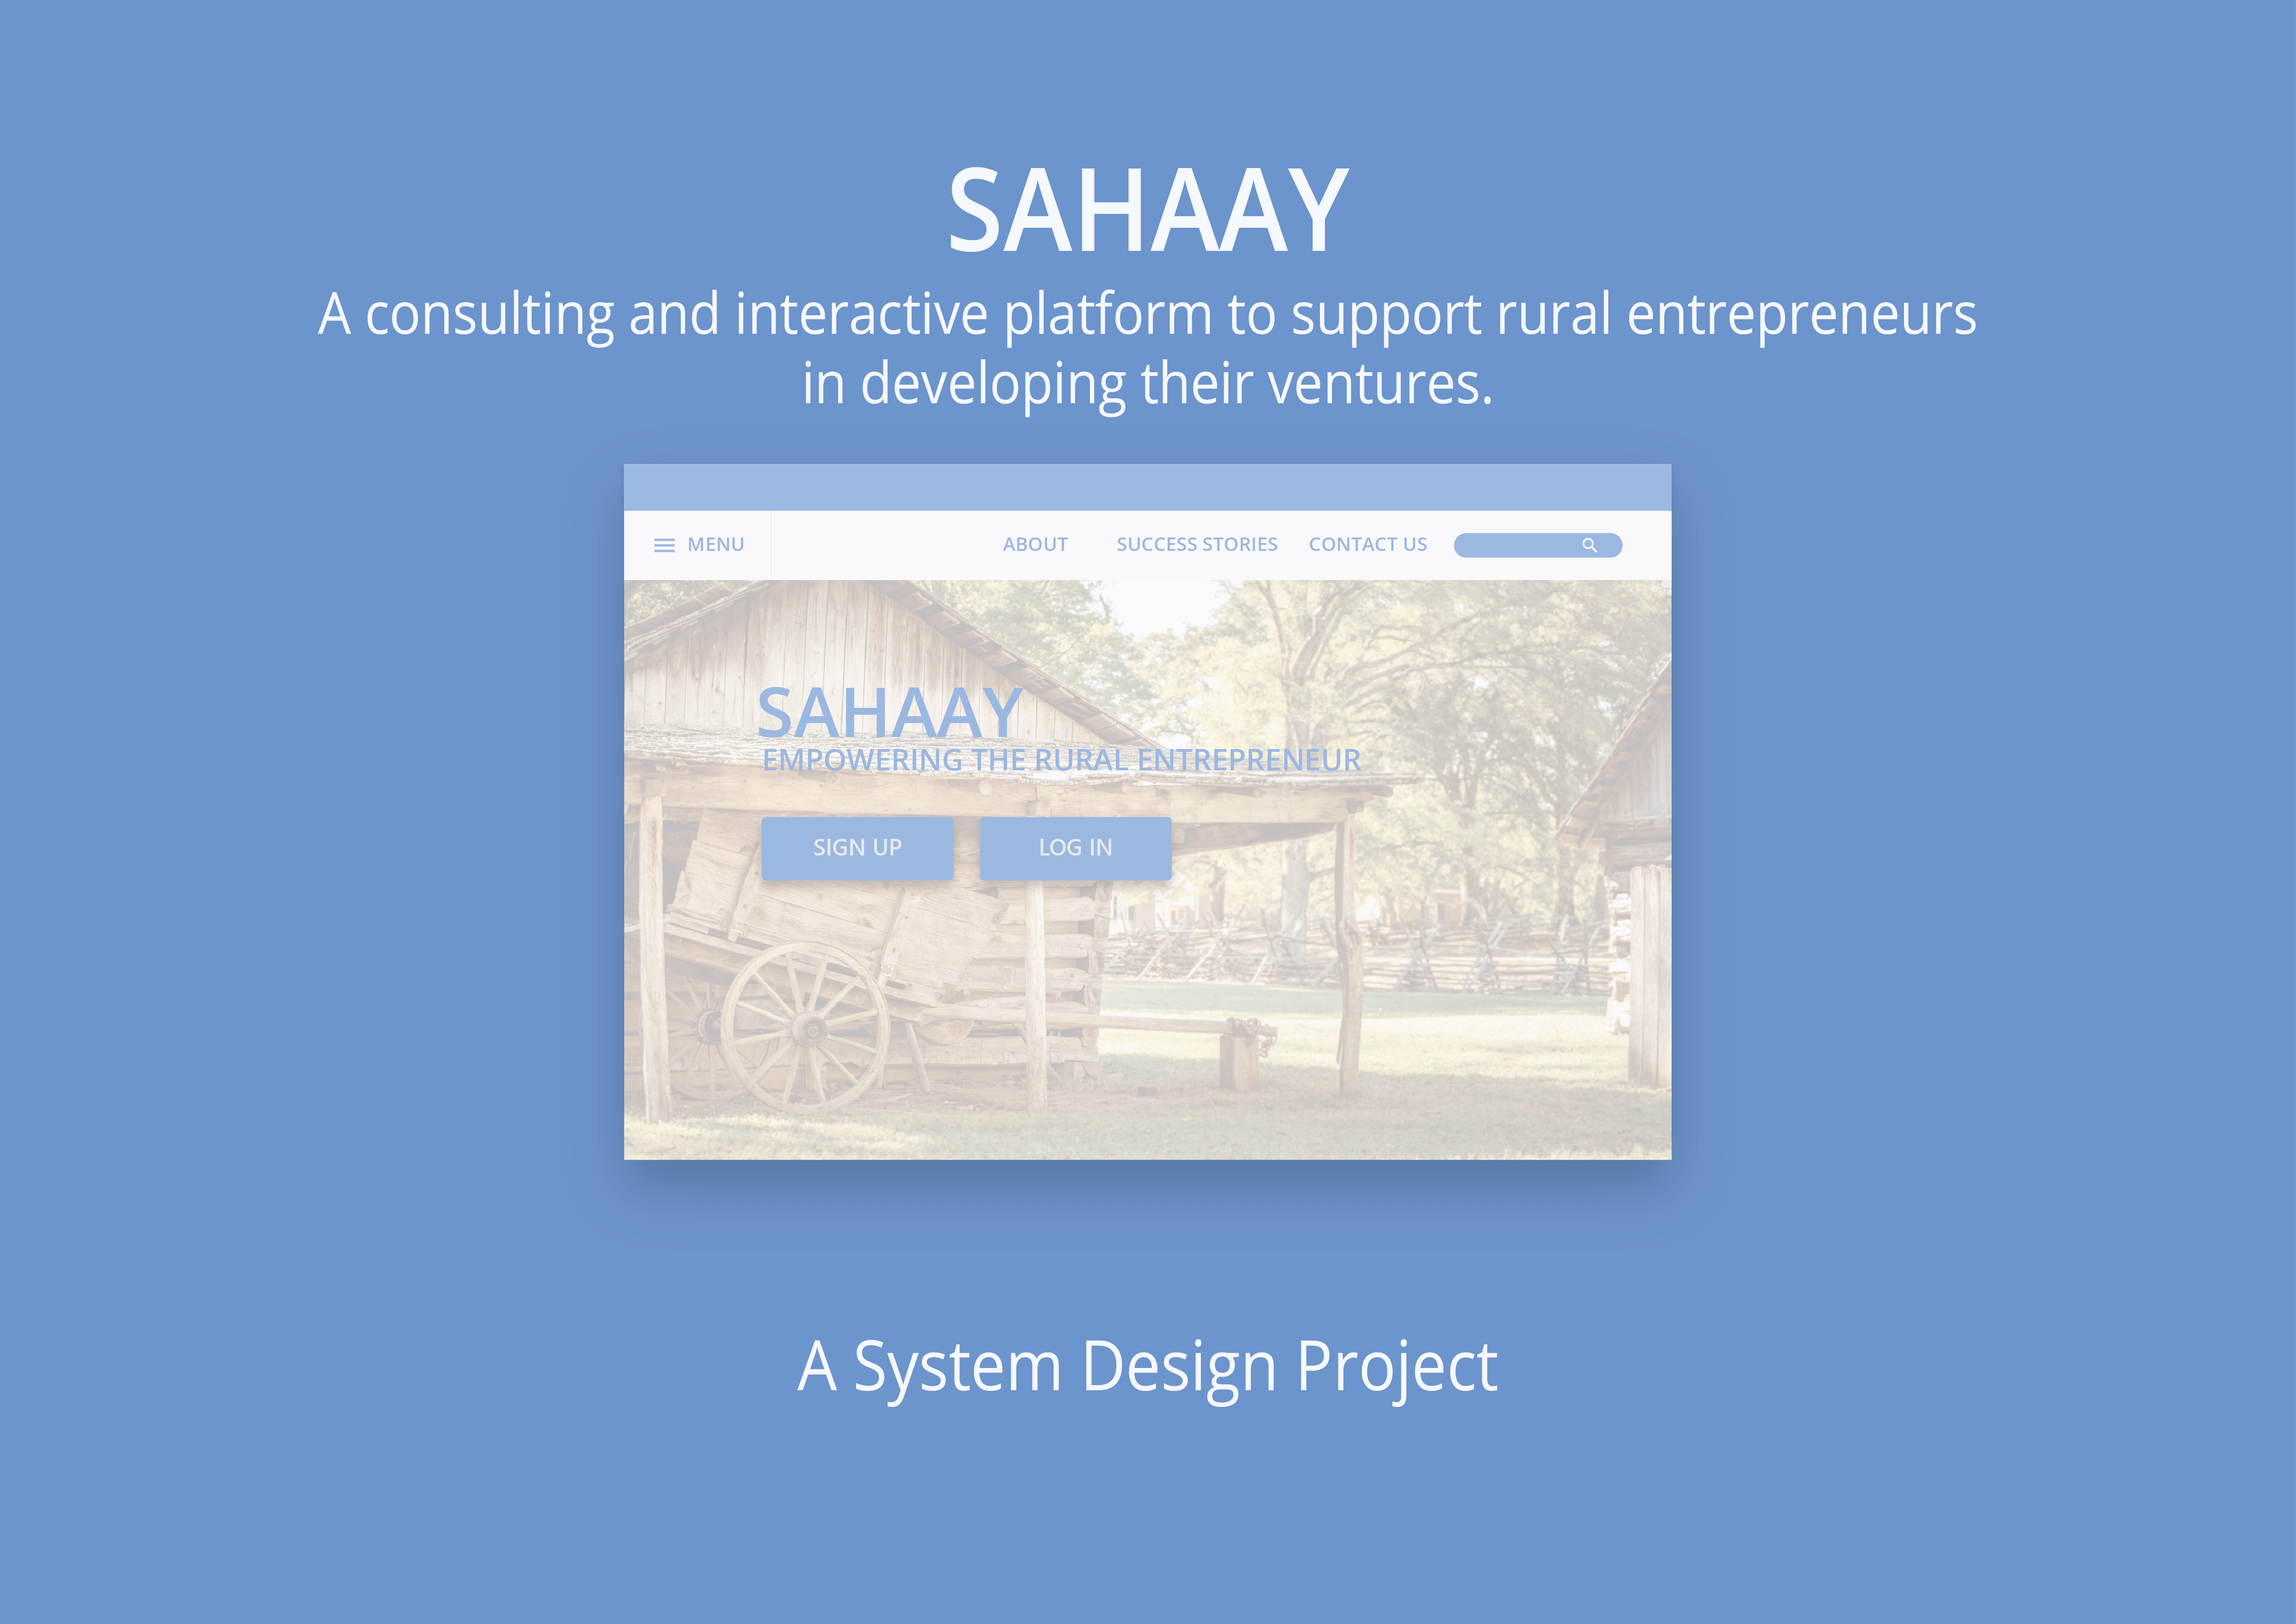 SAHAAY
A consulting and interactive platform to support rural entrepreneurs
in developing their ventures.
MENU ABOUT SUCCESS STORIES CONTACT US
SAHAAY
EMPOWERING THE RURAL ENTREPRENEUR
SIGN UP LOG IN
A System Design Project